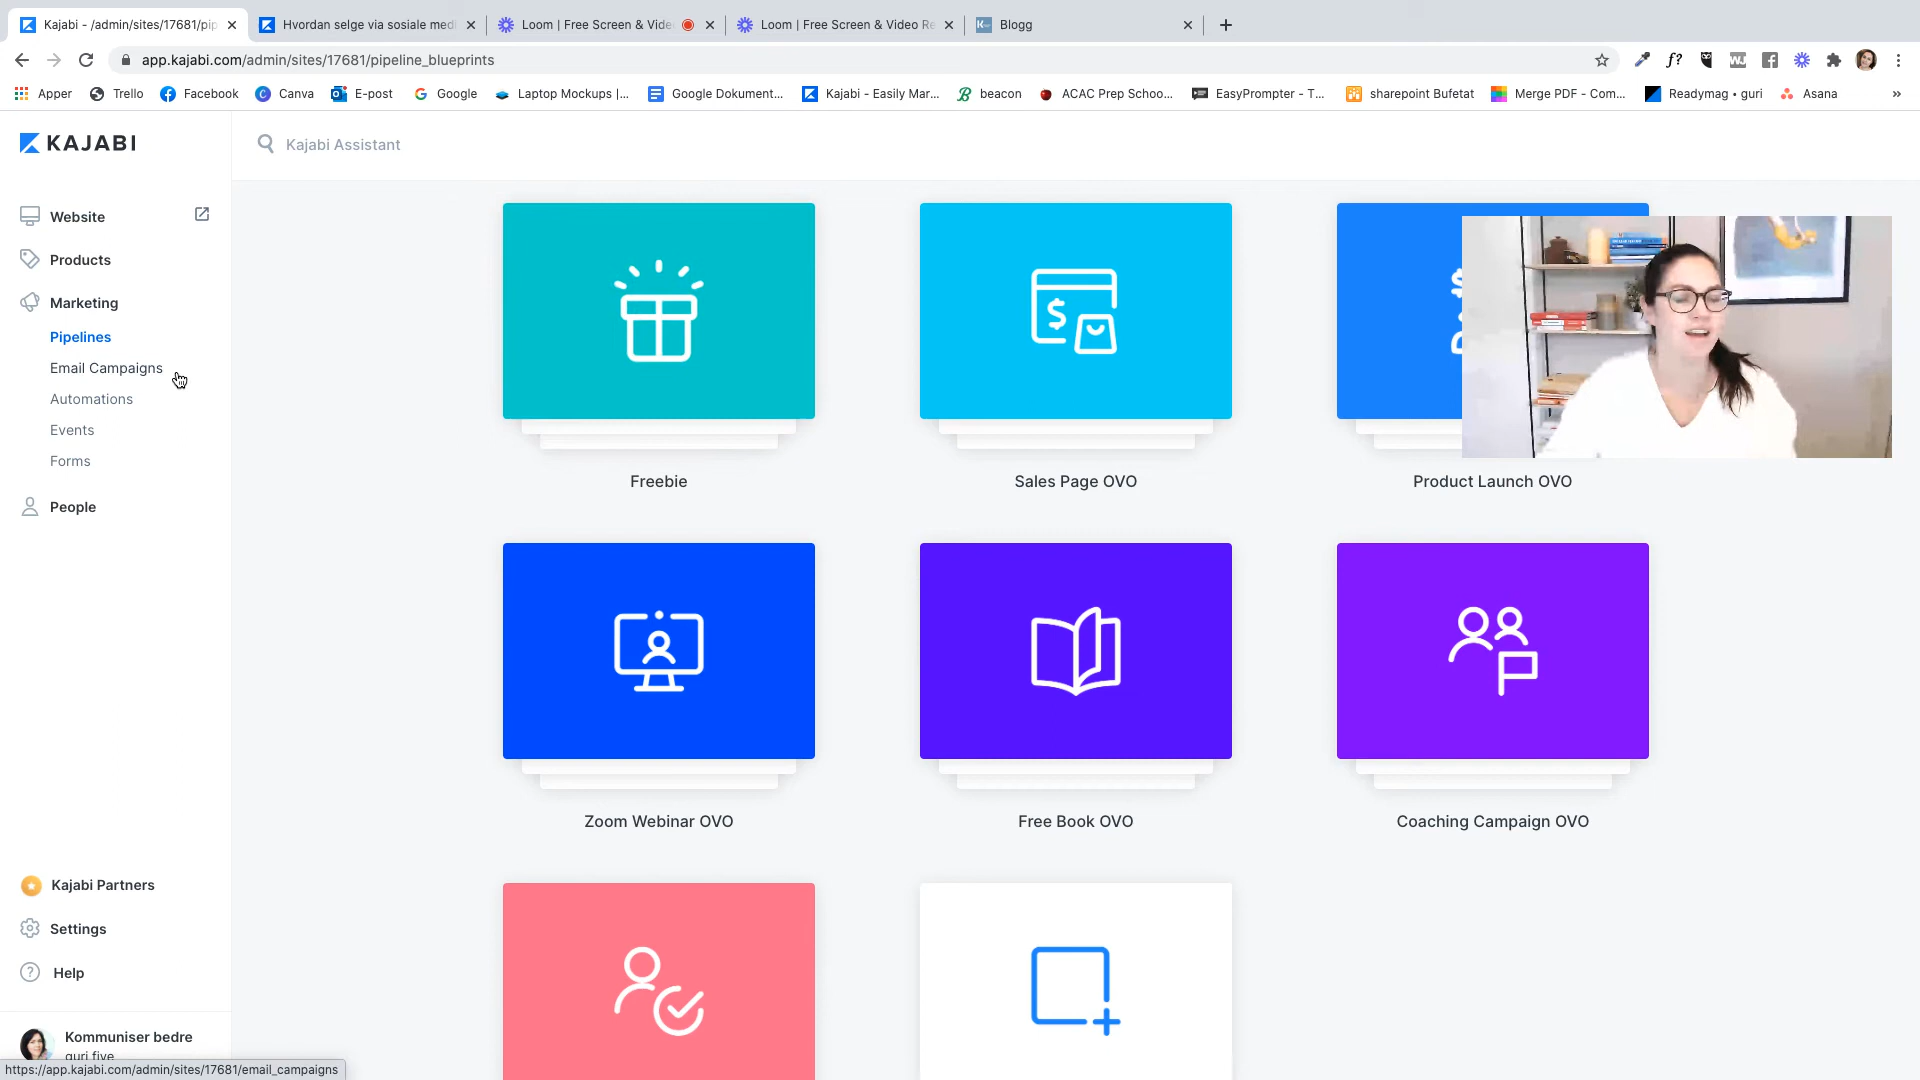 Kajabi - /admin/sites/17681/pip
Hvordan selge via sosiale medi
Loom | Free Screen & Vide
Loom | Free Screen & Video Re
Blogg
app.kajabi.com/admin/sites/17681/pipeline_blueprints
f?
Apper
Trello
Facebook
Canva
E-post
Google
Laptop Mockups |...
Google Dokument...
Kajabi - Easily Mar...
beacon
ACAC Prep Schoo...
EasyPrompter - T...
sharepoint Bufetat
Merge PDF - Com...
Readymag • guri
Asana
»
KAJABI
Kajabi Assistant
Website
Products
Marketing
Pipelines
Email Campaigns
Automations
Events
Forms
People
Freebie
Sales Page OVO
Product Launch OVO
Zoom Webinar OVO
Free Book OVO
Coaching Campaign OVO
Kajabi Partners
Settings
Help
Kommuniser bedre
guri five
https://app.kajabi.com/admin/sites/17681/email_campaigns